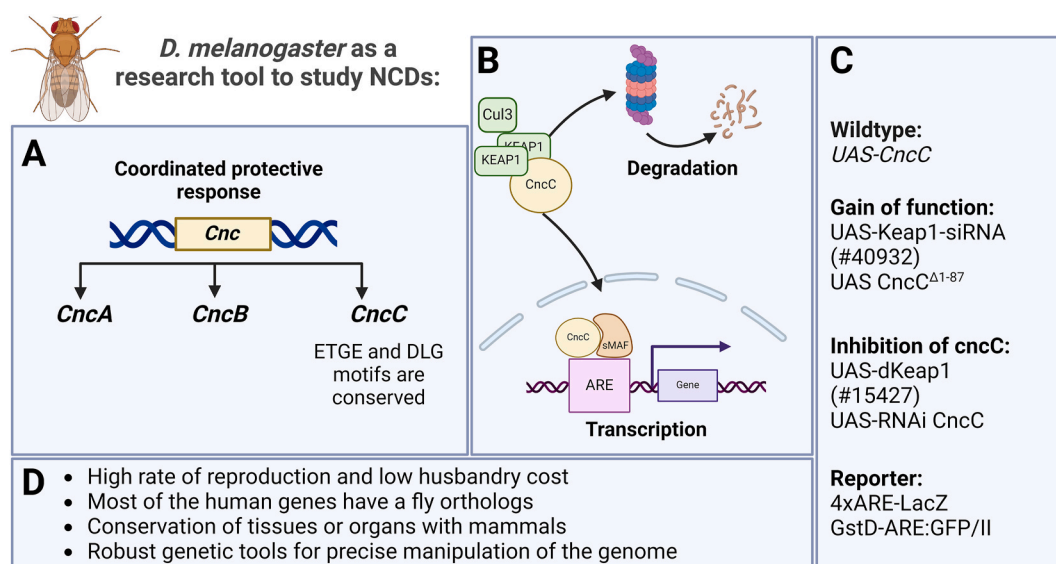 D. melanogaster as a
research tool to study NCDs:
A
Coordinated protective
response
Cnc
CncA
CncB
CncC
ETGE and DLG
motifs are
conserved
B
Cul3
KEAP1
KEAP1
CncC
Degradation
CncC
sMAF
ARE
Gene
Transcription
C
Wildtype:
UAS-CncC
Gain of function:
UAS-Keap1-siRNA
(#40932)
UAS CncC^Δ1-87
Inhibition of cncC:
UAS-dKeap1
(#15427)
UAS-RNAi CncC
Reporter:
4xARE-LacZ
GstD-ARE:GFP/II
D
• High rate of reproduction and low husbandry cost
• Most of the human genes have a fly orthologs
• Conservation of tissues or organs with mammals
• Robust genetic tools for precise manipulation of the genome